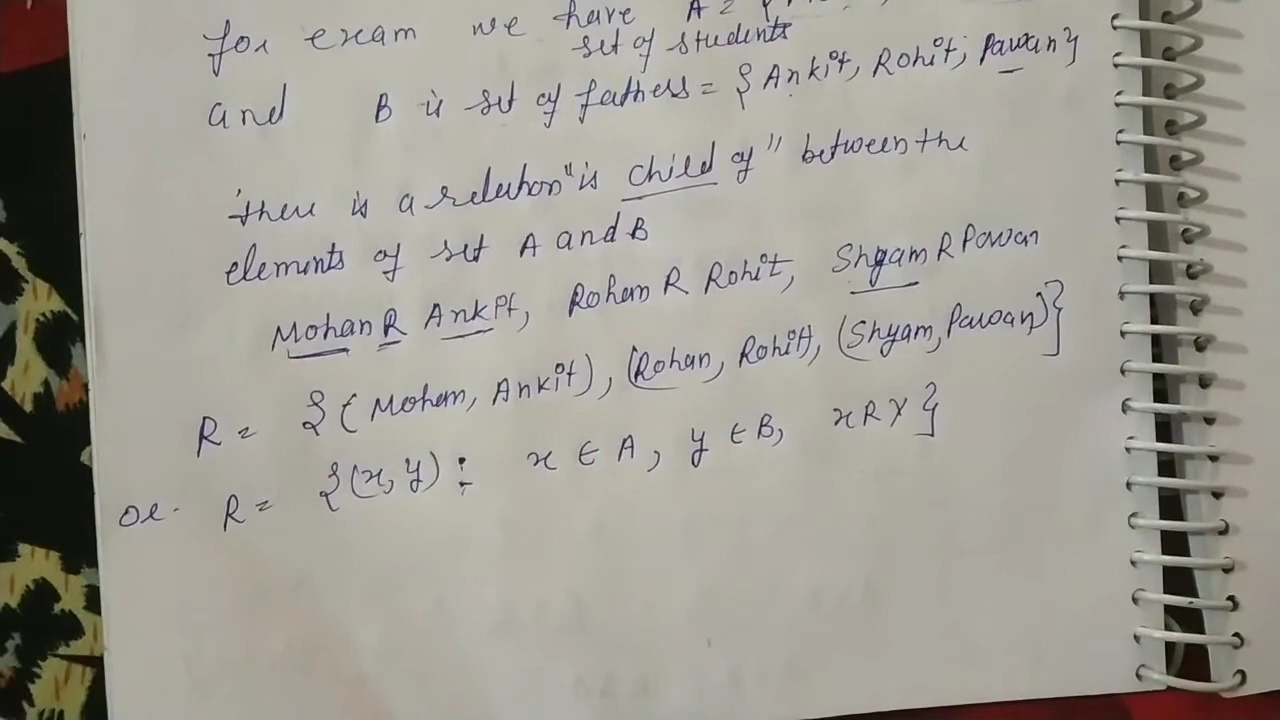 for exam we have A =
set of students
and B is set of fathers = {Ankit, Rohit, Pawan}
there is a relation "is child of" between the
elements of set A and B
Mohan R Ankit, Rohan R Rohit, Shyam R Pawan
R = {(Mohan, Ankit), (Rohan, Rohit), (Shyam, Pawan)}
or. R = {(x, y) : x ∈ A, y ∈ B, x R y}